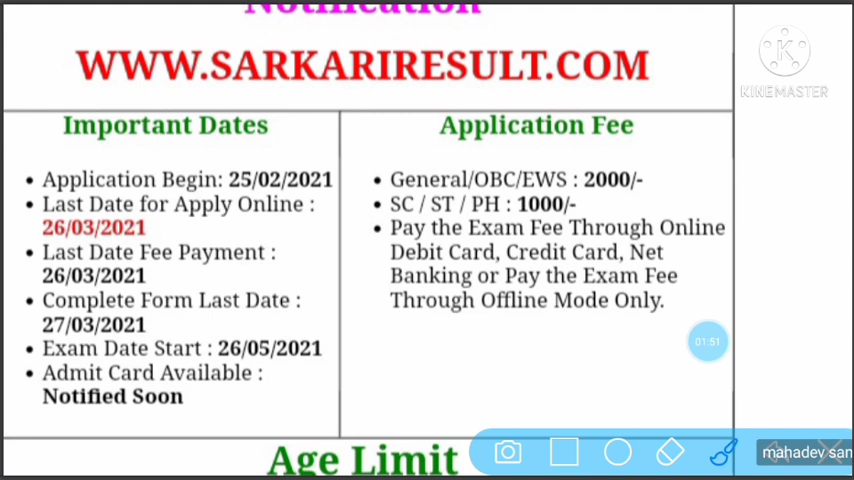 Notification
WWW.SARKARIRESULT.COM
KINEMASTER
Important Dates
Application Begin: 25/02/2021
Last Date for Apply Online :
26/03/2021
Last Date Fee Payment :
26/03/2021
Complete Form Last Date :
27/03/2021
Exam Date Start : 26/05/2021
Admit Card Available :
Notified Soon
Application Fee
General/OBC/EWS : 2000/-
SC / ST / PH : 1000/-
Pay the Exam Fee Through Online
Debit Card, Credit Card, Net
Banking or Pay the Exam Fee
Through Offline Mode Only.
01:51
Age Limit
mahadev san